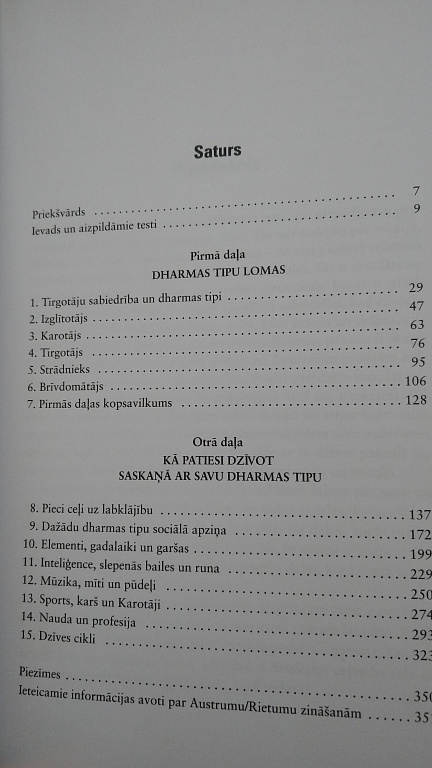 Saturs
Priekšvārds ........................................ 7
Ievads un aizpildāmie testi ........................................ 9
Pirmā daļa
DHARMAS TIPU LOMAS
1. Tirgotāju sabiedrība un dharmas tipi ........................................ 29
2. Izglītotājs ........................................ 47
3. Karotājs ........................................ 63
4. Tirgotājs ........................................ 76
5. Strādnieks ........................................ 95
6. Brīvdomātājs ........................................ 106
7. Pirmās daļas kopsavilkums ........................................ 128
Otrā daļa
KĀ PATIESI DZĪVOT
SASKAŅĀ AR SAVU DHARMAS TIPU
8. Pieci ceļi uz labklājību ........................................ 137
9. Dažādu dharmas tipu sociālā apziņa ........................................ 172
10. Elementi, gadalaiki un garšas ........................................ 199
11. Inteliģence, slepenās bailes un runa ........................................ 229
12. Mūzika, mīti un pūdeļi ........................................ 250
13. Sports, karš un Karotāji ........................................ 274
14. Nauda un profesija ........................................ 293
15. Dzīves cikli ........................................ 323
Piezīmes ........................................ 350
Ieteicamie informācijas avoti par Austrumu/Rietumu zināšanām ...... 35